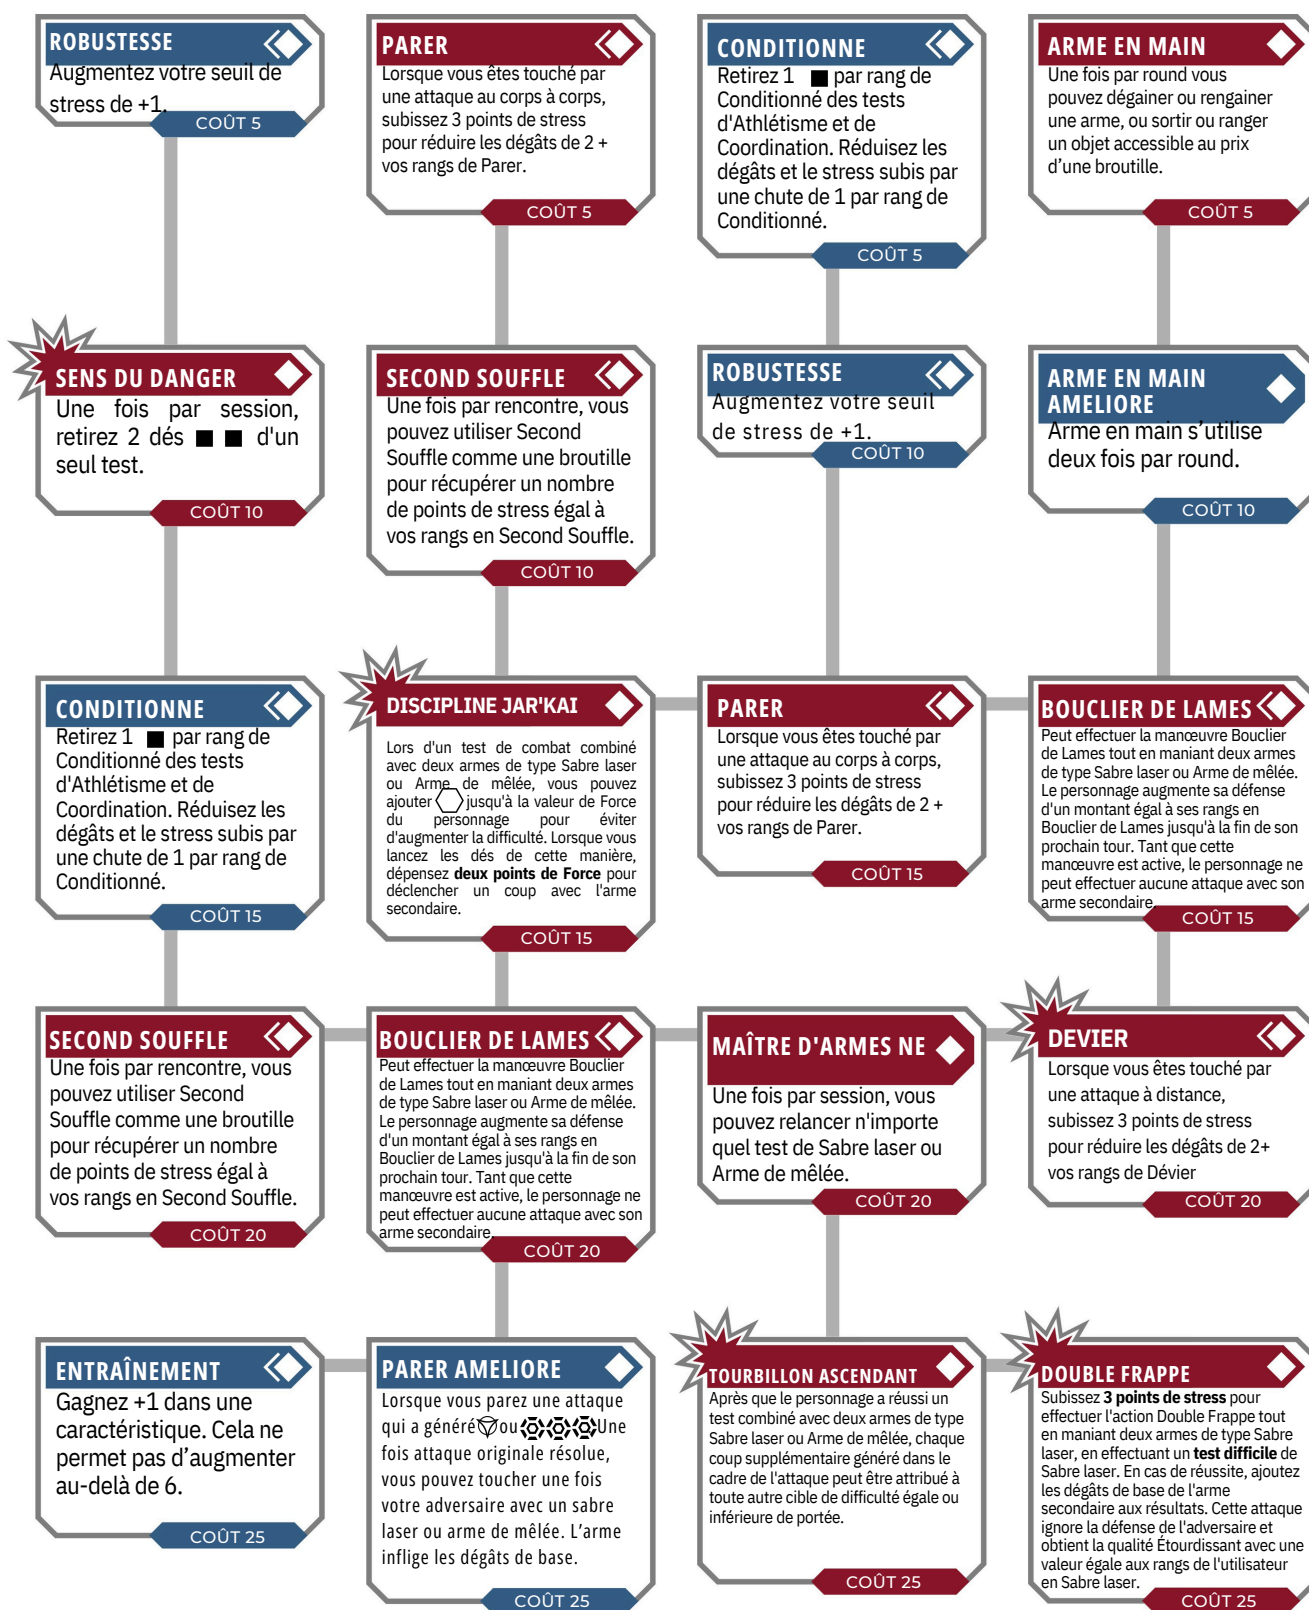 ROBUSTESSE
Augmentez votre seuil de
stress de +1.
COÛT 5
PARER
Lorsque vous êtes touché par
une attaque au corps à corps,
subissez 3 points de stress
pour réduire les dégâts de 2 +
vos rangs de Parer.
COÛT 5
CONDITIONNE
Retirez 1 ■ par rang de
Conditionné des tests
d'Athlétisme et de
Coordination. Réduisez les
dégâts et le stress subis par
une chute de 1 par rang de
Conditionné.
COÛT 5
ARME EN MAIN
Une fois par round vous
pouvez dégainer ou rengainer
une arme, ou sortir ou ranger
un objet accessible au prix
d’une broutille.
COÛT 5
SENS DU DANGER
Une fois par session,
retirez 2 dés ■ ■ d'un
seul test.
COÛT 10
SECOND SOUFFLE
Une fois par rencontre, vous
pouvez utiliser Second
Souffle comme une broutille
pour récupérer un nombre
de points de stress égal à
vos rangs en Second Souffle.
COÛT 10
ROBUSTESSE
Augmentez votre seuil
de stress de +1.
COÛT 10
ARME EN MAIN
AMELIORE
Arme en main s’utilise
deux fois par round.
COÛT 10
CONDITIONNE
Retirez 1 ■ par rang de
Conditionné des tests
d'Athlétisme et de
Coordination. Réduisez les
dégâts et le stress subis par
une chute de 1 par rang de
Conditionné.
COÛT 15
DISCIPLINE JAR'KAI
Lors d'un test de combat combiné
avec deux armes de type Sabre laser
ou Arme de mêlée, vous pouvez
ajouter jusqu'à la valeur de Force
du personnage pour éviter
d'augmenter la difficulté. Lorsque vous
lancez les dés de cette manière,
dépensez deux points de Force pour
déclencher un coup avec l'arme
secondaire.
COÛT 15
PARER
Lorsque vous êtes touché par
une attaque au corps à corps,
subissez 3 points de stress
pour réduire les dégâts de 2 +
vos rangs de Parer.
COÛT 15
BOUCLIER DE LAMES
Peut effectuer la manœuvre Bouclier
de Lames tout en maniant deux armes
de type Sabre laser ou Arme de mêlée.
Le personnage augmente sa défense
d'un montant égal à ses rangs en
Bouclier de Lames jusqu'à la fin de son
prochain tour. Tant que cette
manœuvre est active, le personnage ne
peut effectuer aucune attaque avec son
arme secondaire.
COÛT 15
SECOND SOUFFLE
Une fois par rencontre, vous
pouvez utiliser Second
Souffle comme une broutille
pour récupérer un nombre
de points de stress égal à
vos rangs en Second Souffle.
COÛT 20
BOUCLIER DE LAMES
Peut effectuer la manœuvre Bouclier
de Lames tout en maniant deux armes
de type Sabre laser ou Arme de mêlée.
Le personnage augmente sa défense
d'un montant égal à ses rangs en
Bouclier de Lames jusqu'à la fin de son
prochain tour. Tant que cette
manœuvre est active, le personnage ne
peut effectuer aucune attaque avec son
arme secondaire.
COÛT 20
MAÎTRE D'ARMES NE
Une fois par session, vous
pouvez relancer n'importe
quel test de Sabre laser ou
Arme de mêlée.
COÛT 20
DEVIER
Lorsque vous êtes touché par
une attaque à distance,
subissez 3 points de stress
pour réduire les dégâts de 2+
vos rangs de Dévier
COÛT 20
ENTRAÎNEMENT
Gagnez +1 dans une
caractéristique. Cela ne
permet pas d’augmenter
au-delà de 6.
COÛT 25
PARER AMELIORE
Lorsque vous parez une attaque
qui a généré ou Une
fois attaque originale résolue,
vous pouvez toucher une fois
votre adversaire avec un sabre
laser ou arme de mêlée. L’arme
inflige les dégâts de base.
COÛT 25
TOURBILLON ASCENDANT
Après que le personnage a réussi un
test combiné avec deux armes de type
Sabre laser ou Arme de mêlée, chaque
coup supplémentaire généré dans le
cadre de l'attaque peut être attribué à
toute autre cible de difficulté égale ou
inférieure de portée.
COÛT 25
DOUBLE FRAPPE
Subissez 3 points de stress pour
effectuer l'action Double Frappe tout
en maniant deux armes de type Sabre
laser, en effectuant un test difficile de
Sabre laser. En cas de réussite, ajoutez
les dégâts de base de l'arme
secondaire aux résultats. Cette attaque
ignore la défense de l'adversaire et
obtient la qualité Étourdissant avec une
valeur égale aux rangs de l'utilisateur
en Sabre laser.
COÛT 25